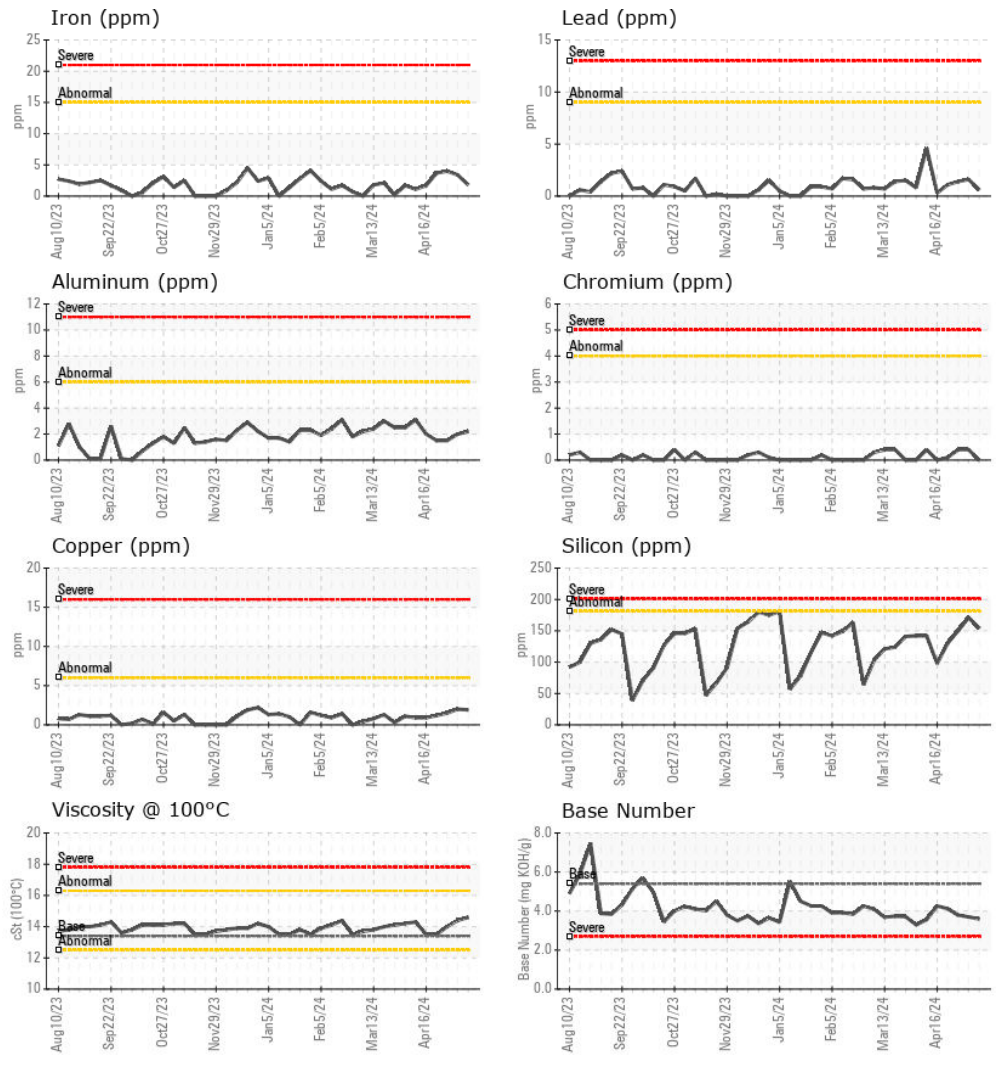 Iron (ppm)
25
20
15
10
5
0
ppm
Severe
Abnormal
Aug10/23
Sep22/23
Oct27/23
Nov29/23
Jan5/24
Feb5/24
Mar13/24
Apr16/24
Lead (ppm)
15
10
5
0
ppm
Severe
Abnormal
Aug10/23
Sep22/23
Oct27/23
Nov29/23
Jan5/24
Feb5/24
Mar13/24
Apr16/24
Aluminum (ppm)
12
10
8
6
4
2
0
ppm
Severe
Abnormal
Aug10/23
Sep22/23
Oct27/23
Nov29/23
Jan5/24
Feb5/24
Mar13/24
Apr16/24
Chromium (ppm)
6
5
4
3
2
1
0
ppm
Severe
Abnormal
Aug10/23
Sep22/23
Oct27/23
Nov29/23
Jan5/24
Feb5/24
Mar13/24
Apr16/24
Copper (ppm)
20
15
10
5
0
ppm
Severe
Abnormal
Aug10/23
Sep22/23
Oct27/23
Nov29/23
Jan5/24
Feb5/24
Mar13/24
Apr16/24
Silicon (ppm)
250
200
150
100
50
0
ppm
Severe
Abnormal
Aug10/23
Sep22/23
Oct27/23
Nov29/23
Jan5/24
Feb5/24
Mar13/24
Apr16/24
Viscosity @ 100°C
20
18
16
14
12
10
cSt (100°C)
Severe
Abnormal
Base
Abnormal
Aug10/23
Sep22/23
Oct27/23
Nov29/23
Jan5/24
Feb5/24
Mar13/24
Apr16/24
Base Number
8.0
6.0
4.0
2.0
0.0
Base Number (mg KOH/g)
Base
Severe
Aug10/23
Sep22/23
Oct27/23
Nov29/23
Jan5/24
Feb5/24
Mar13/24
Apr16/24